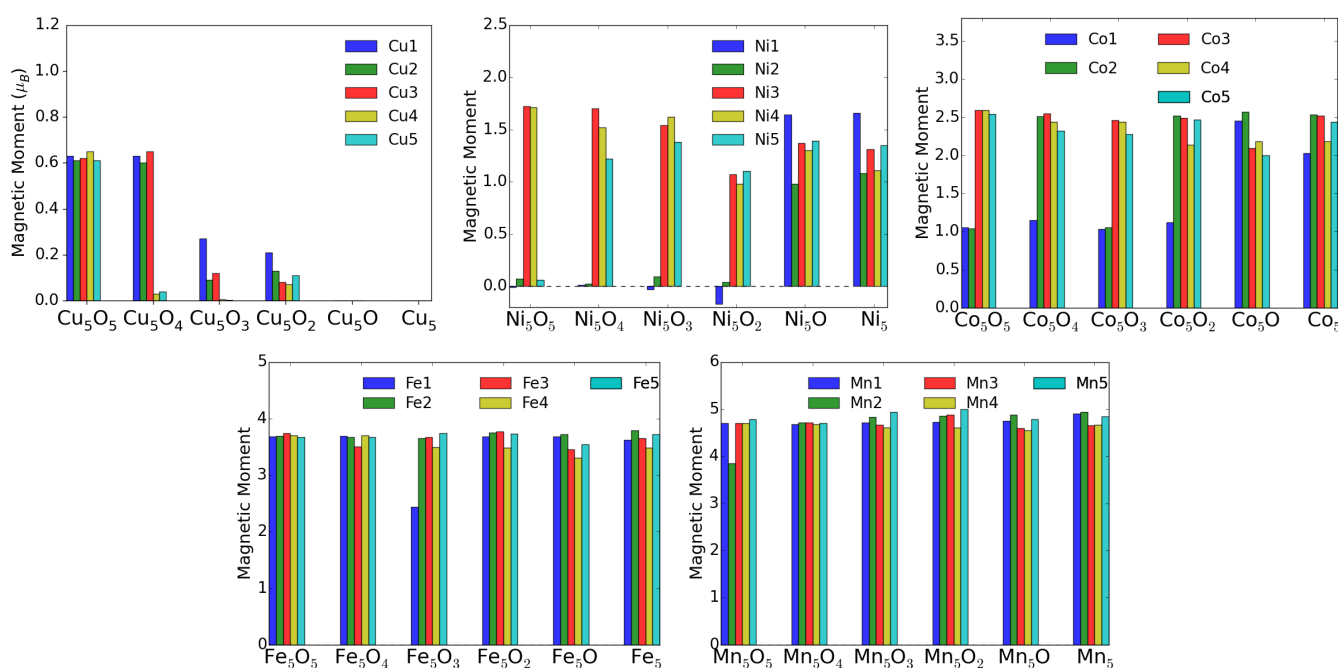 Magnetic Moment (μ_B)
1.2
1.0
0.8
0.6
0.4
0.2
0.0
Cu1
Cu2
Cu3
Cu4
Cu5
Cu₅O₅ Cu₅O₄ Cu₅O₃ Cu₅O₂ Cu₅O Cu₅
Magnetic Moment
2.5
2.0
1.5
1.0
0.5
0.0
Ni1
Ni2
Ni3
Ni4
Ni5
Ni₅O₅ Ni₅O₄ Ni₅O₃ Ni₅O₂ Ni₅O Ni₅
Magnetic Moment
3.5
3.0
2.5
2.0
1.5
1.0
0.5
0.0
Co1 Co3
Co2 Co4
Co5
Co₅O₅ Co₅O₄ Co₅O₃ Co₅O₂ Co₅O Co₅
Magnetic Moment
5
4
3
2
1
0
Fe1 Fe3 Fe5
Fe2 Fe4
Fe₅O₅ Fe₅O₄ Fe₅O₃ Fe₅O₂ Fe₅O Fe₅
Magnetic Moment
6
5
4
3
2
1
0
Mn1 Mn3 Mn5
Mn2 Mn4
Mn₅O₅ Mn₅O₄ Mn₅O₃ Mn₅O₂ Mn₅O Mn₅